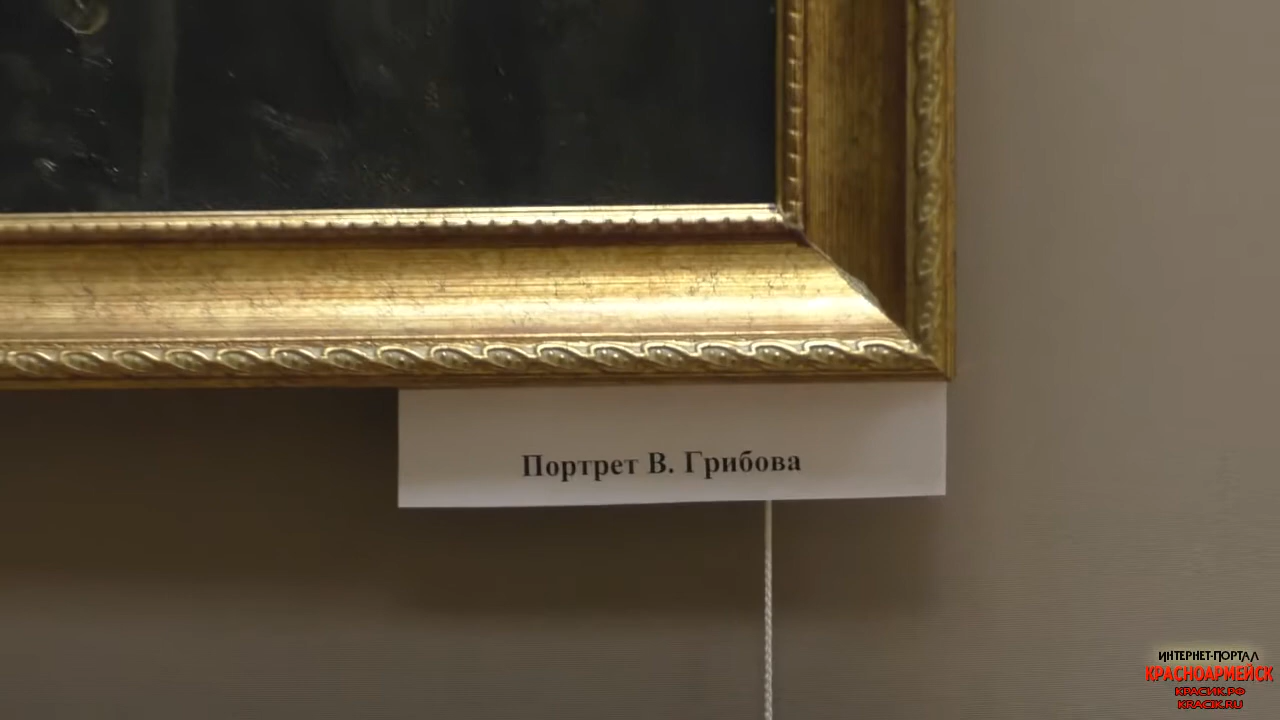 Портрет В. Грибова
ИНТЕРНЕТ-ПОРТАЛ
КРАСНОАРМЕЙСК
КРАСИК.РФ
KRACIK.RU